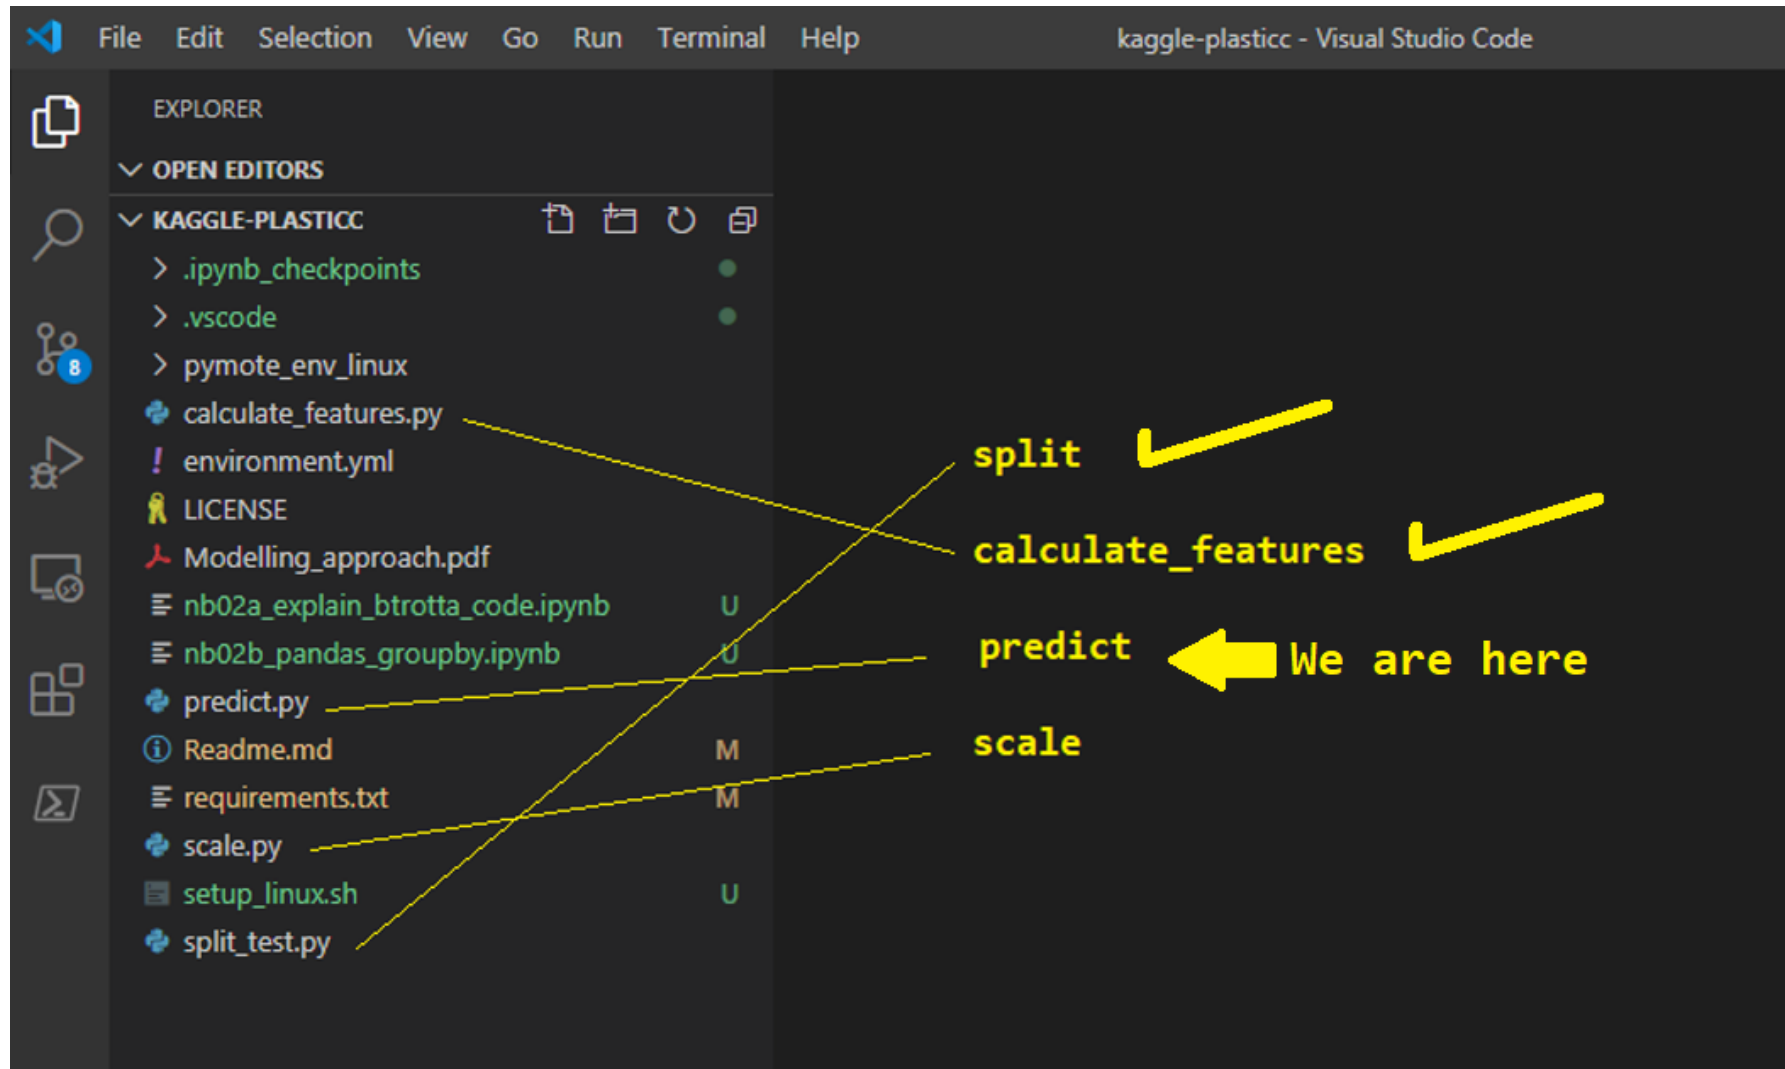 File Edit Selection View Go Run Terminal Help kaggle-plasticc - Visual Studio Code
EXPLORER
OPEN EDITORS
KAGGLE-PLASTICC
.ipynb_checkpoints
.vscode
8
pymote_env_linux
calculate_features.py
environment.yml
LICENSE
Modelling_approach.pdf
nb02a_explain_btrotta_code.ipynb U
nb02b_pandas_groupby.ipynb U
predict.py
Readme.md M
requirements.txt M
scale.py
setup_linux.sh U
split_test.py
split
calculate_features
predict We are here
scale